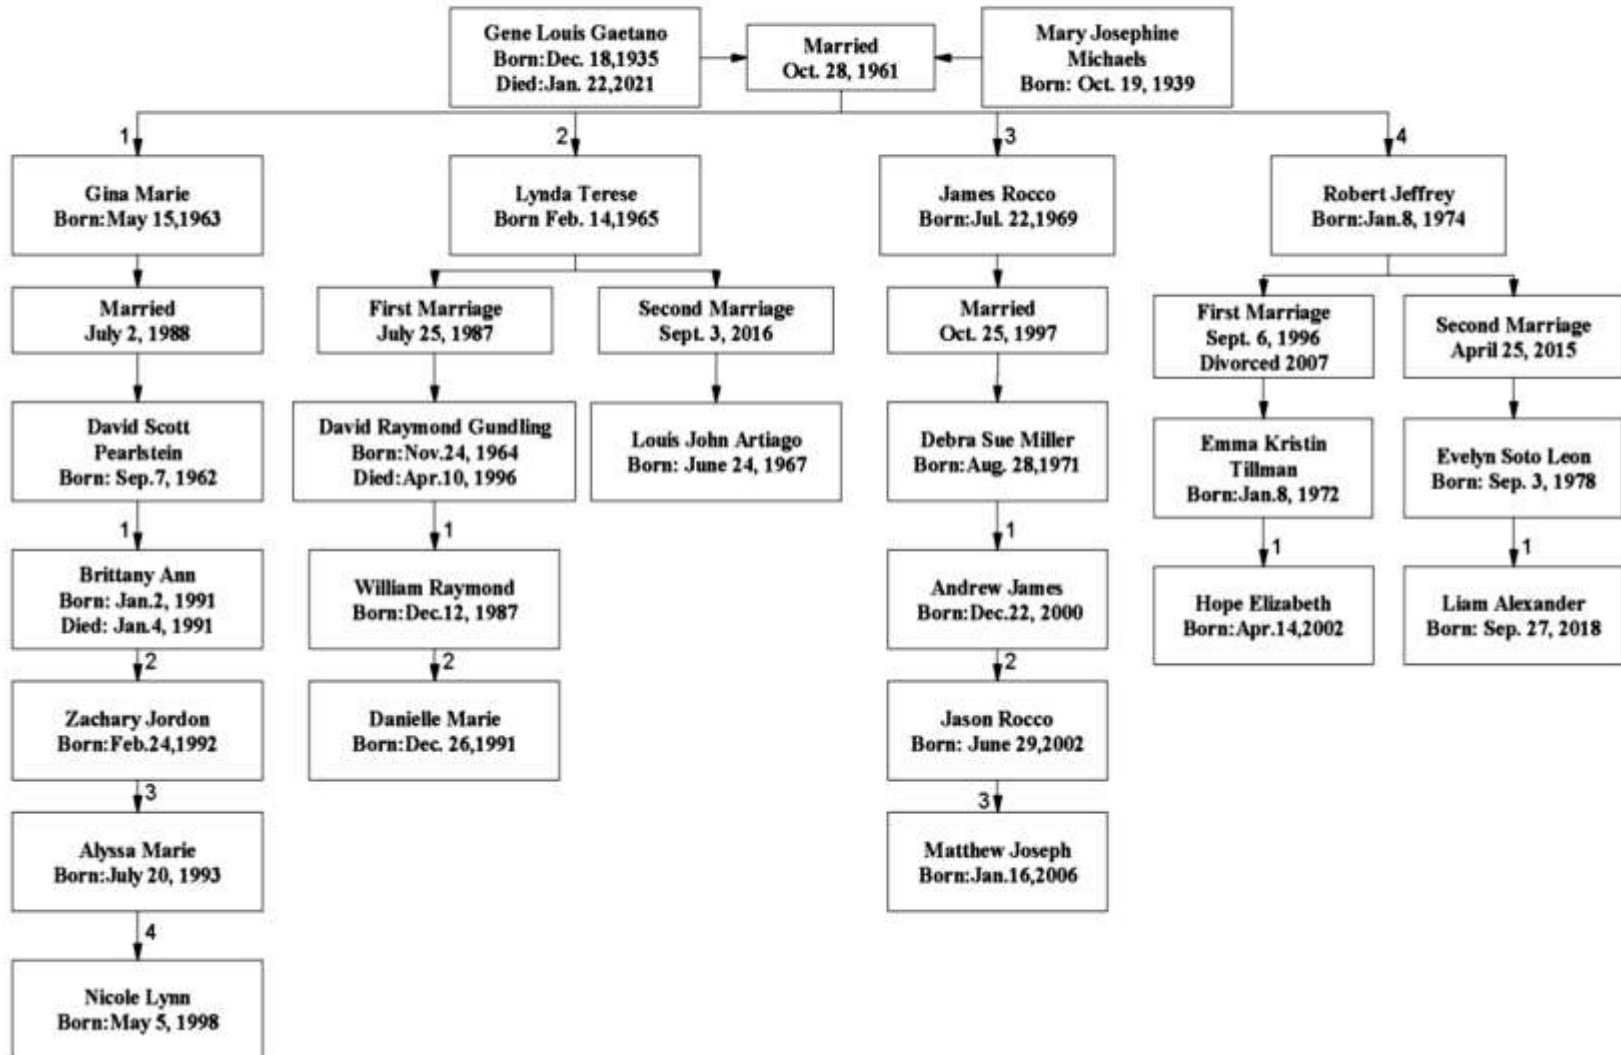 Gene Louis Gaetano
Born:Dec. 18,1935
Died:Jan. 22,2021
Married
Oct. 28, 1961
Mary Josephine
Michaels
Born: Oct. 19, 1939
1
2
3
4
Gina Marie
Born:May 15,1963
Lynda Terese
Born Feb. 14,1965
James Rocco
Born:Jul. 22,1969
Robert Jeffrey
Born:Jan.8, 1974
Married
July 2, 1988
First Marriage
July 25, 1987
Second Marriage
Sept. 3, 2016
Married
Oct. 25, 1997
First Marriage
Sept. 6, 1996
Divorced 2007
Second Marriage
April 25, 2015
David Scott
Pearlstein
Born: Sep.7, 1962
David Raymond Gundling
Born:Nov.24, 1964
Died:Apr.10, 1996
Louis John Artiago
Born: June 24, 1967
Debra Sue Miller
Born:Aug. 28,1971
Emma Kristin
Tillman
Born:Jan.8, 1972
Evelyn Soto Leon
Born: Sep. 3, 1978
1
1
1
1
1
Brittany Ann
Born: Jan.2, 1991
Died: Jan.4, 1991
William Raymond
Born:Dec.12, 1987
Andrew James
Born:Dec.22, 2000
Hope Elizabeth
Born:Apr.14,2002
Liam Alexander
Born: Sep. 27, 2018
2
2
2
Zachary Jordon
Born:Feb.24,1992
Danielle Marie
Born:Dec. 26,1991
Jason Rocco
Born: June 29,2002
3
3
Alyssa Marie
Born:July 20, 1993
Matthew Joseph
Born:Jan.16,2006
4
Nicole Lynn
Born:May 5, 1998